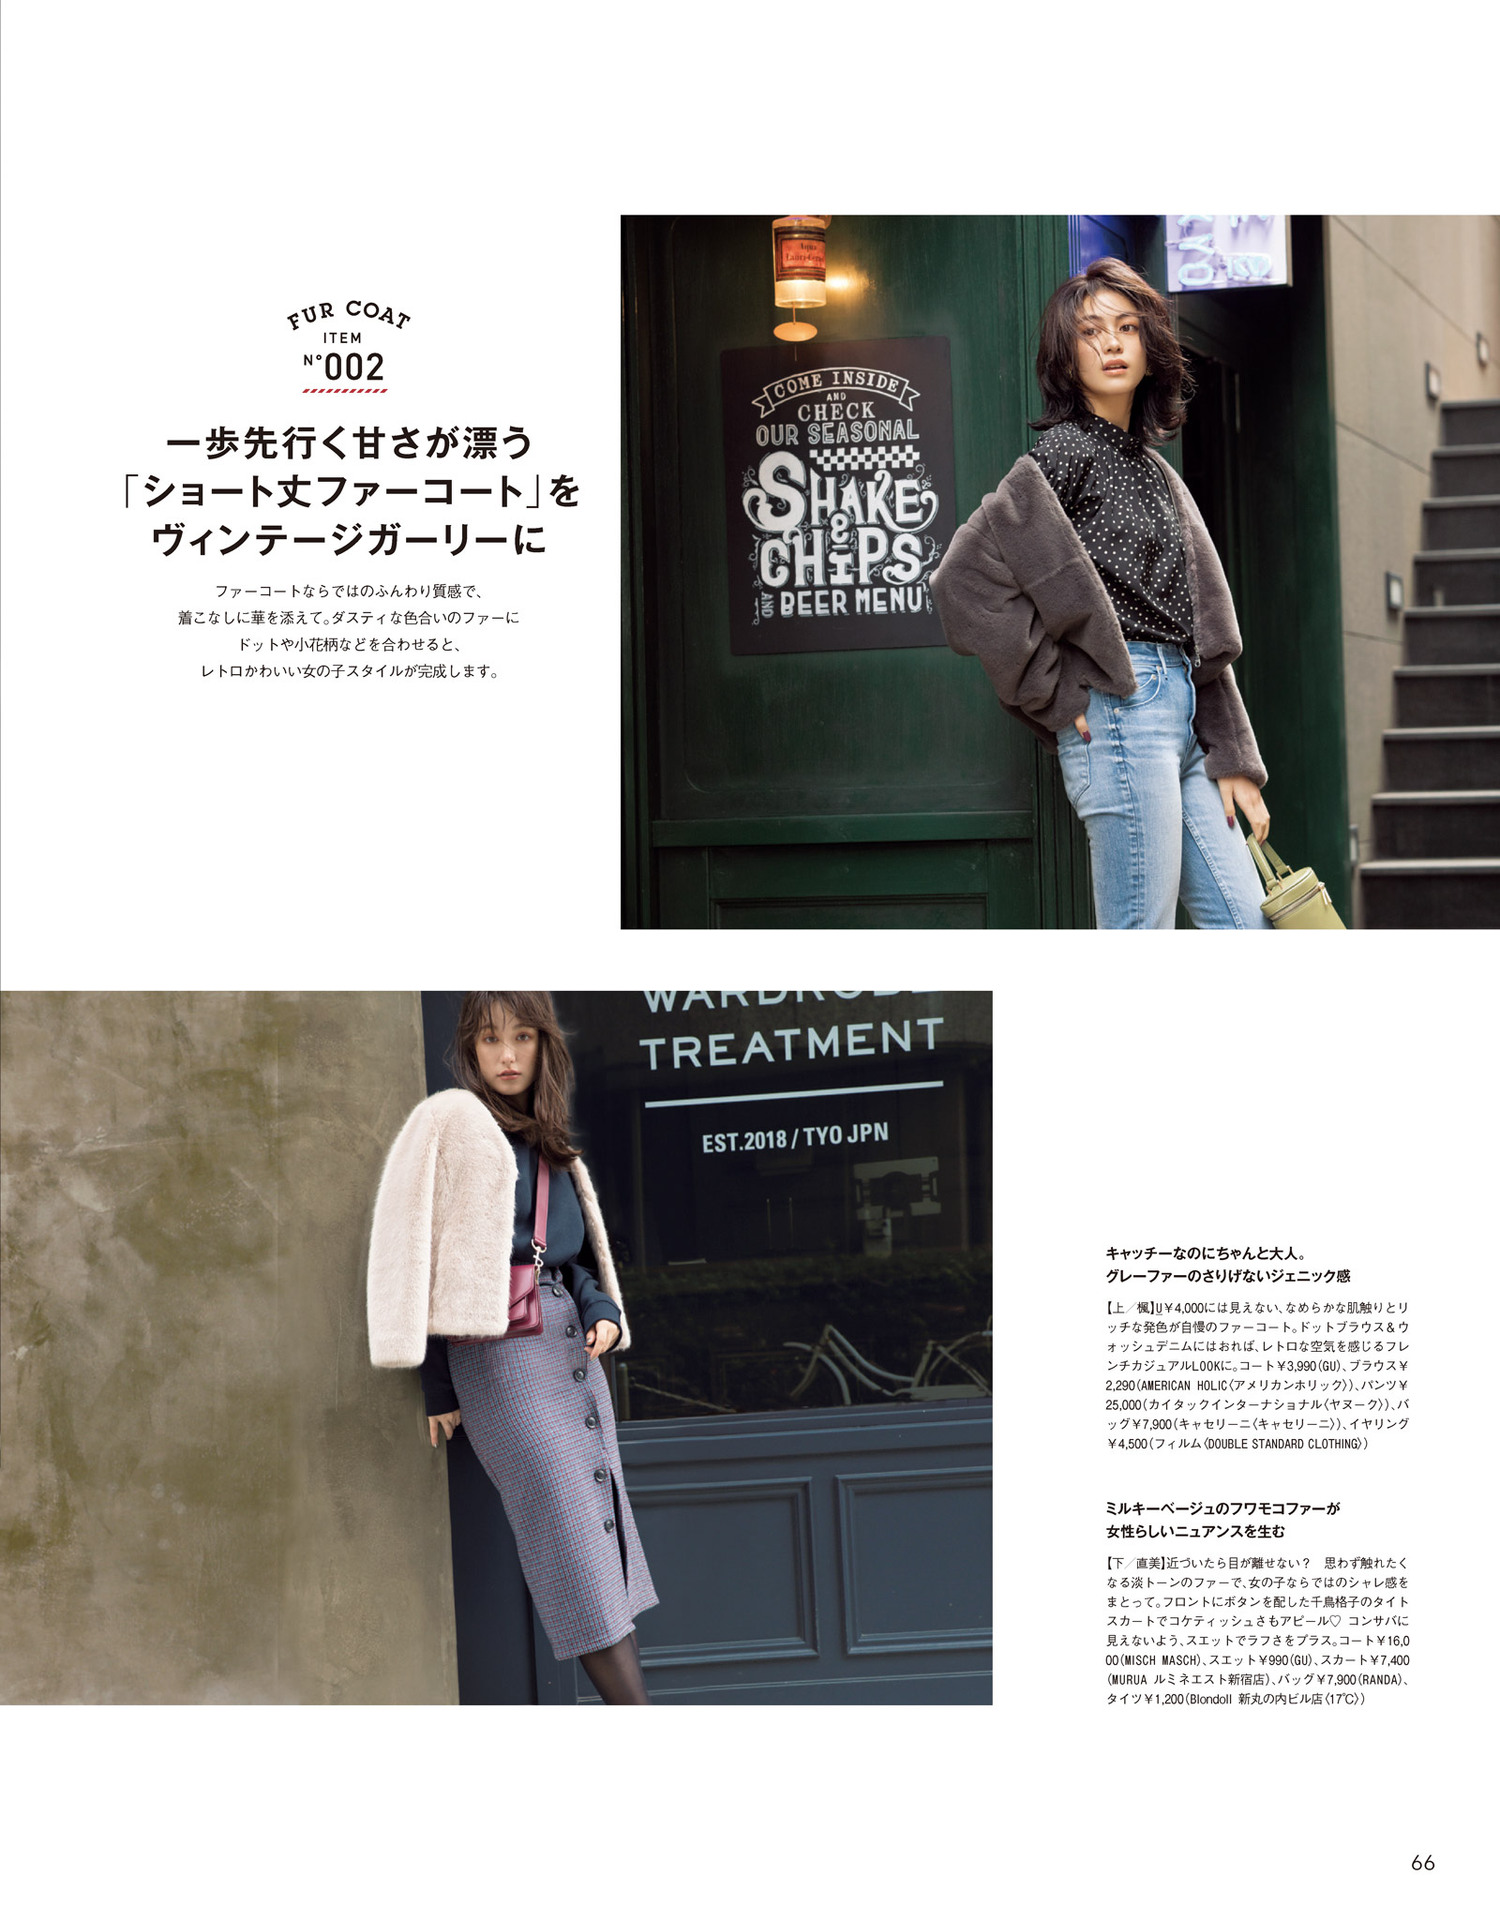 FUR COAT
ITEM
N°002
一歩先行く甘さが漂う
「ショート丈ファーコート」を
ヴィンテージガーリーに
ファーコートならではのふんわり質感で、
着こなしに華を添えて。ダスティな色合いのファーに
ドットや小花柄などを合わせると、
レトロかわいい女の子スタイルが完成します。
COME INSIDE
AND
CHECK
OUR SEASONAL
SHAKE
&
CHIPS
AND BEER MENU
WARDROBE
TREATMENT
EST.2018 / TYO JPN
キャッチーなのにちゃんと大人。
グレーファーのさりげないジェニック感
【上／楓】U￥4,000には見えない、なめらかな肌触りとリ
ッチな発色が自慢のファーコート。ドットブラウス＆ウ
ォッシュデニムにはおれば、レトロな空気を感じるフレ
ンチカジュアルLOOKに。コート￥3,990（GU）、ブラウス￥
2,290（AMERICAN HOLIC〈アメリカンホリック〉）、パンツ￥
25,000（カイタックインターナショナル〈ヤヌーク〉）、バ
ッグ￥7,900（キャセリーニ〈キャセリーニ〉）、イヤリング
￥4,500（フィルム〈DOUBLE STANDARD CLOTHING〉）
ミルキーベージュのフワモコファーが
女性らしいニュアンスを生む
【下／直美】近づいたら目が離せない？　思わず触れたく
なる淡トーンのファーで、女の子ならではのシャレ感を
まとって。フロントにボタンを配した千鳥格子のタイト
スカートでコケティッシュさもアピール♡ コンサバに
見えないよう、スエットでラフさをプラス。コート￥16,0
00（MISCH MASCH）、スエット￥990（GU）、スカート￥7,400
（MURUA ルミネエスト新宿店）、バッグ￥7,900（RANDA）、
タイツ￥1,200（Blondoll 新丸の内ビル店〈17℃〉）
66